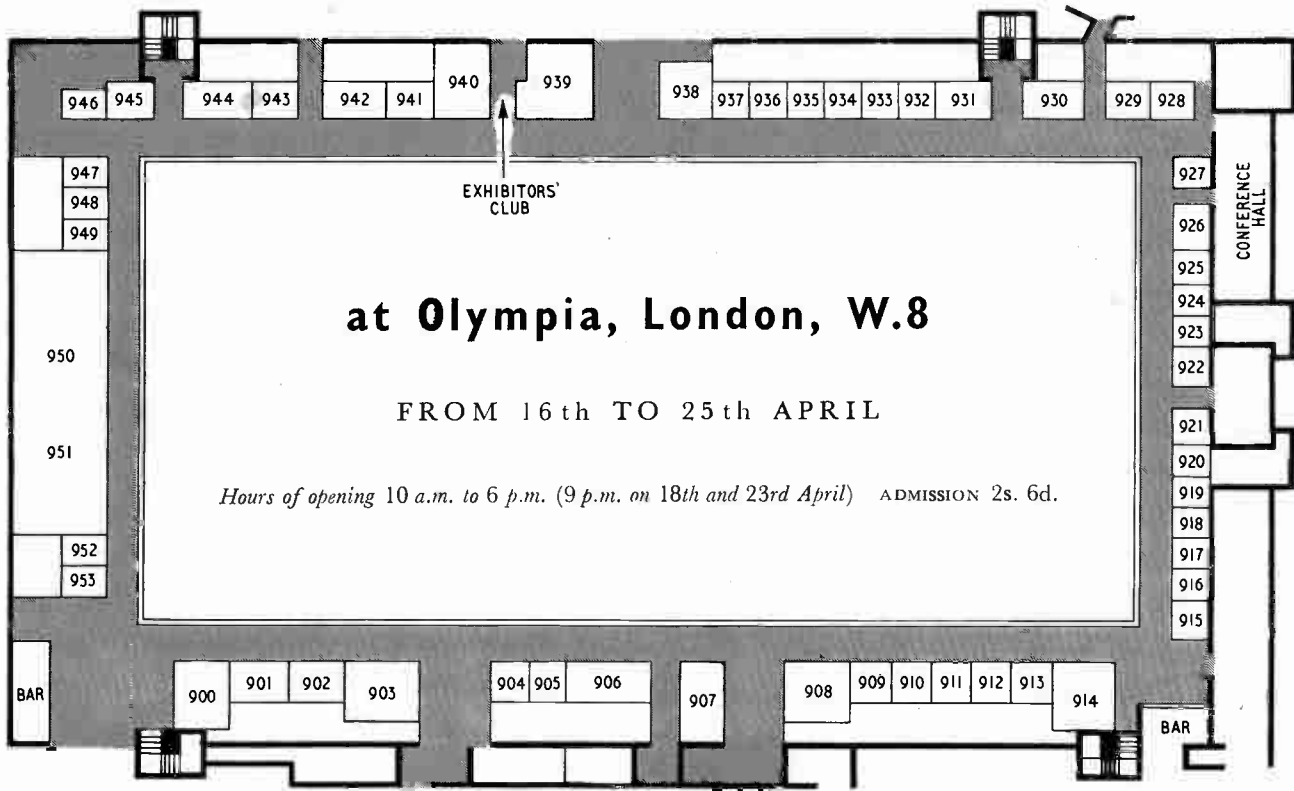 946 945 944 943 942 941 940 939 938 937 936 935 934 933 932 931 930 929 928
EXHIBITORS'
CLUB
947
948
949
950
951
952
953
BAR
at Olympia, London, W.8
FROM 16th TO 25th APRIL
Hours of opening 10 a.m. to 6 p.m. (9 p.m. on 18th and 23rd April) ADMISSION 2s. 6d.
927
926
925
924
923
922
921
920
919
918
917
916
915
CONFERENCE
HALL
900 901 902 903 904 905 906 907 908 909 910 911 912 913 914
BAR